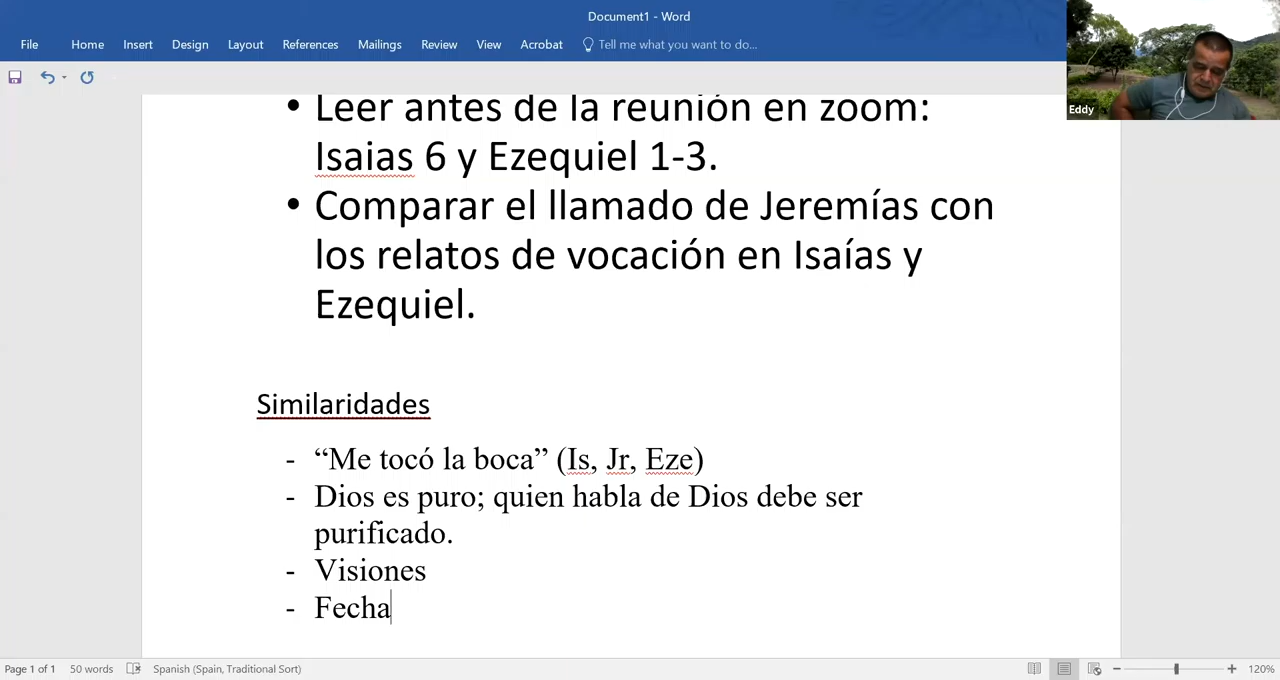 Document1 - Word
File Home Insert Design Layout References Mailings Review View Acrobat Tell me what you want to do...
Eddy
• Leer antes de la reunión en zoom:
Isaias 6 y Ezequiel 1-3.
• Comparar el llamado de Jeremías con
los relatos de vocación en Isaías y
Ezequiel.
Similaridades
- “Me tocó la boca” (Is, Jr, Eze)
- Dios es puro; quien habla de Dios debe ser
purificado.
- Visiones
- Fecha
Page 1 of 1 50 words Spanish (Spain, Traditional Sort) 120%